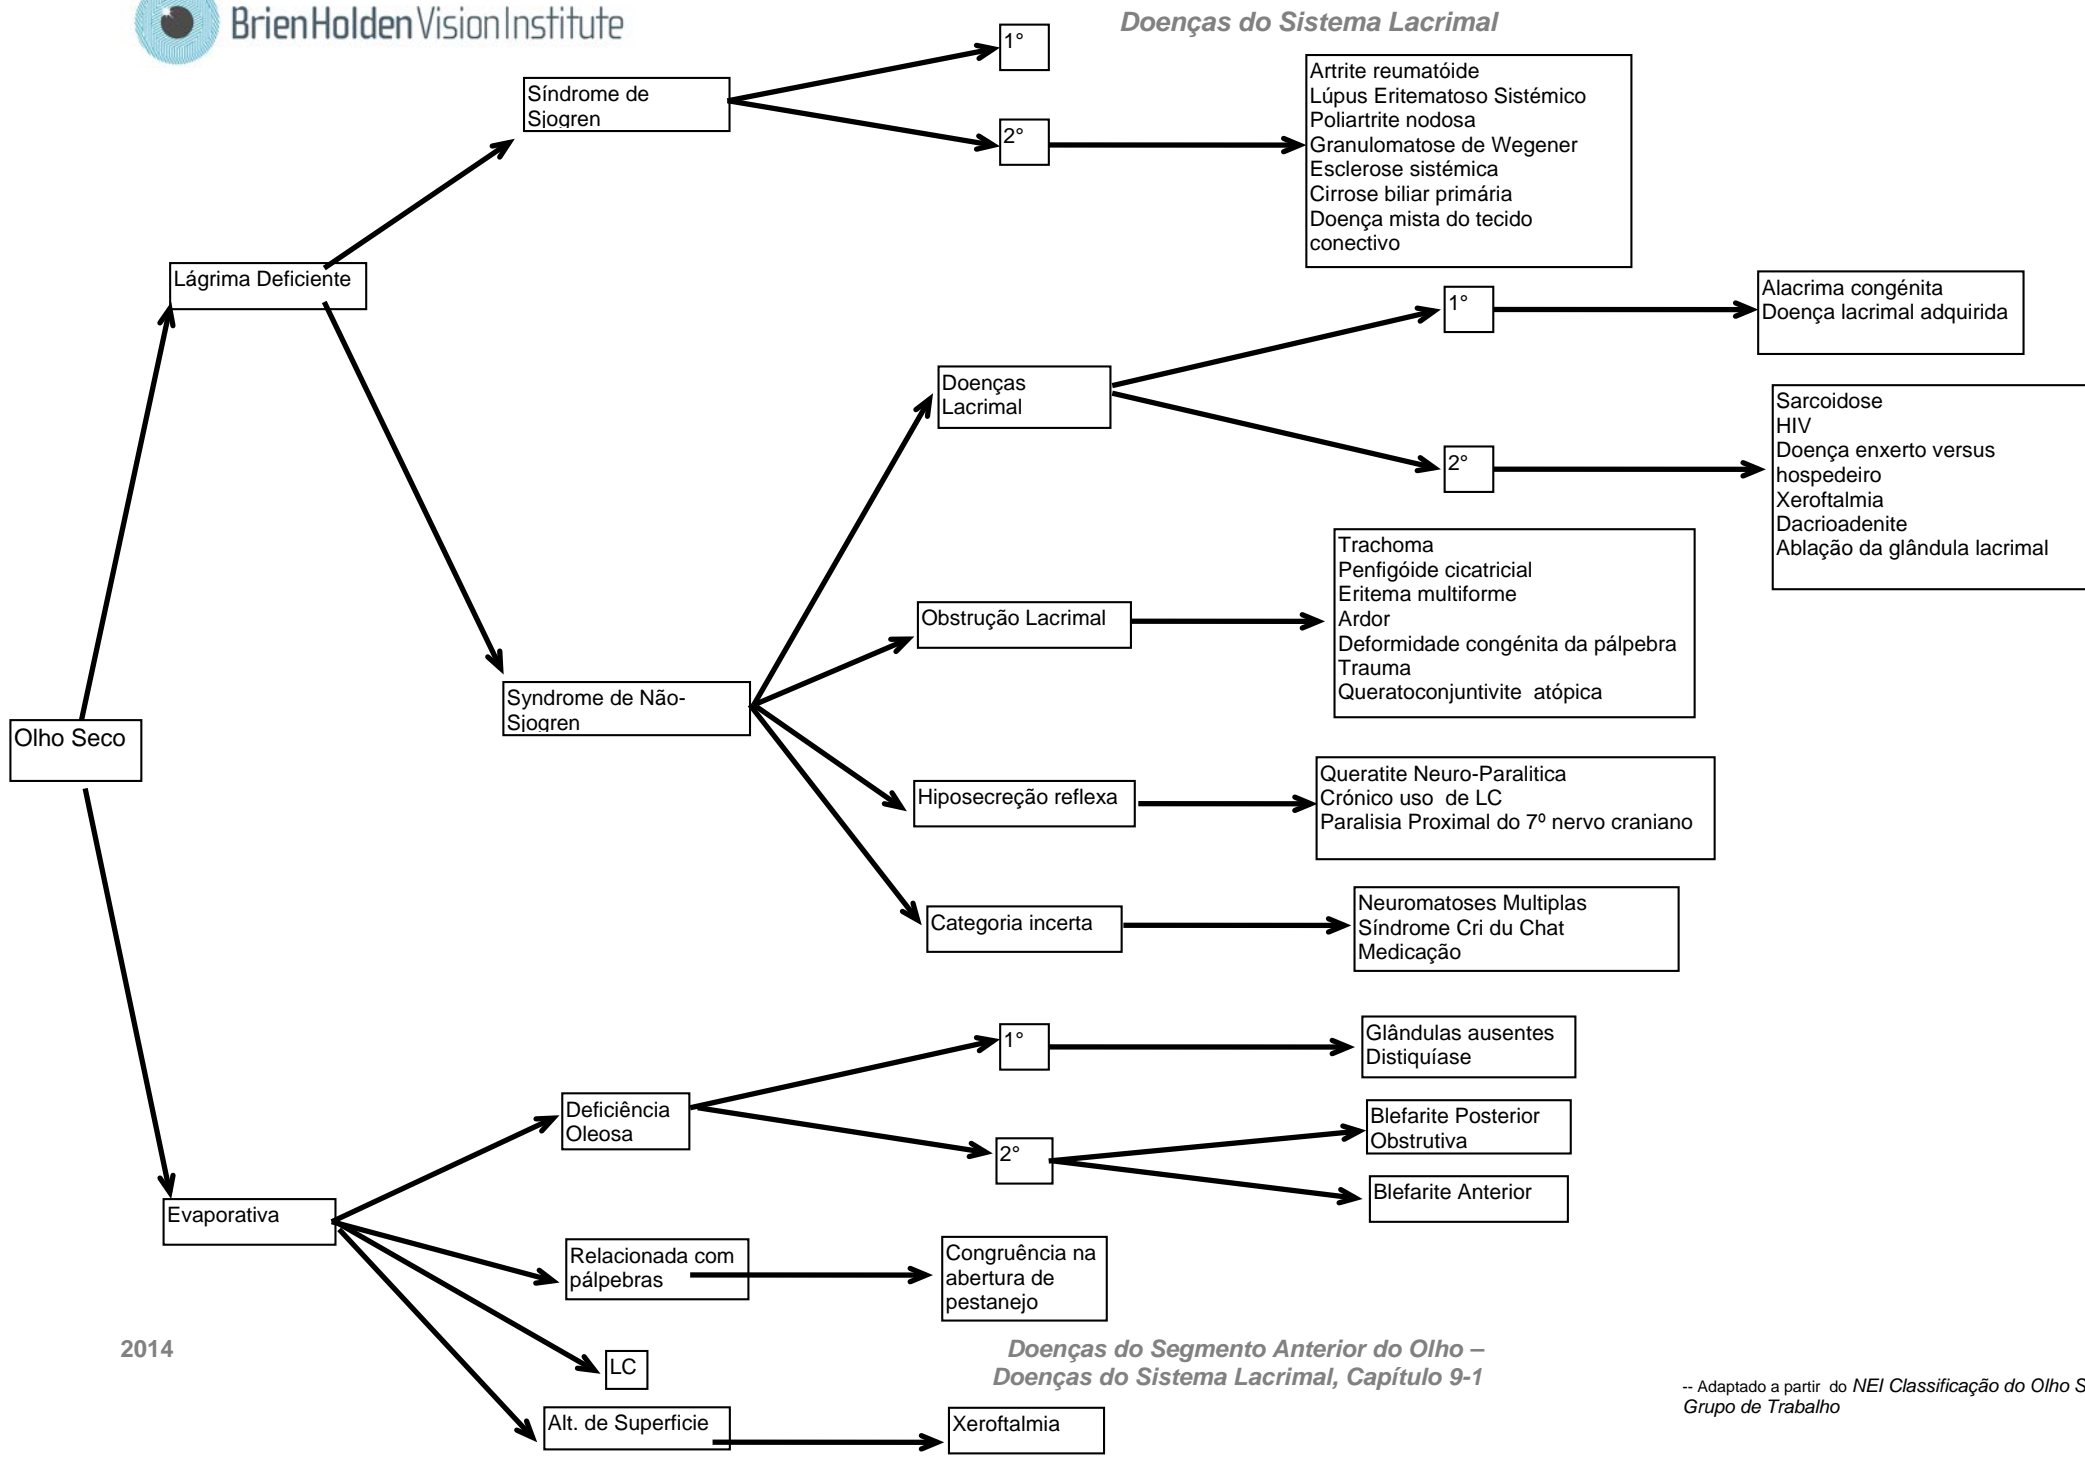 BrienHolden Vision Institute
Doenças do Sistema Lacrimal
1°
Síndrome de
Sjogren
2°
Artrite reumatóide
Lúpus Eritematoso Sistémico
Poliartrite nodosa
Granulomatose de Wegener
Esclerose sistémica
Cirrose biliar primária
Doença mista do tecido
conectivo
Lágrima Deficiente
1°
Alacrima congénita
Doença lacrimal adquirida
Doenças
Lacrimal
2°
Sarcoidose
HIV
Doença enxerto versus
hospedeiro
Xeroftalmia
Dacrioadenite
Ablação da glândula lacrimal
Obstrução Lacrimal
Trachoma
Penfigóide cicatricial
Eritema multiforme
Ardor
Deformidade congénita da pálpebra
Trauma
Queratoconjuntivite atópica
Syndrome de Não-
Sjogren
Olho Seco
Hiposecreção reflexa
Queratite Neuro-Paralitica
Crónico uso de LC
Paralisia Proximal do 7º nervo craniano
Categoria incerta
Neuromatoses Multiplas
Síndrome Cri du Chat
Medicação
1°
Glândulas ausentes
Distiquíase
Deficiência
Oleosa
2°
Blefarite Posterior
Obstrutiva
Blefarite Anterior
Evaporativa
Relacionada com
pálpebras
Congruência na
abertura de
pestanejo
LC
Alt. de Superficie
Xeroftalmia
2014
Doenças do Segmento Anterior do Olho –
Doenças do Sistema Lacrimal, Capítulo 9-1
-- Adaptado a partir do NEI Classificação do Olho S
Grupo de Trabalho